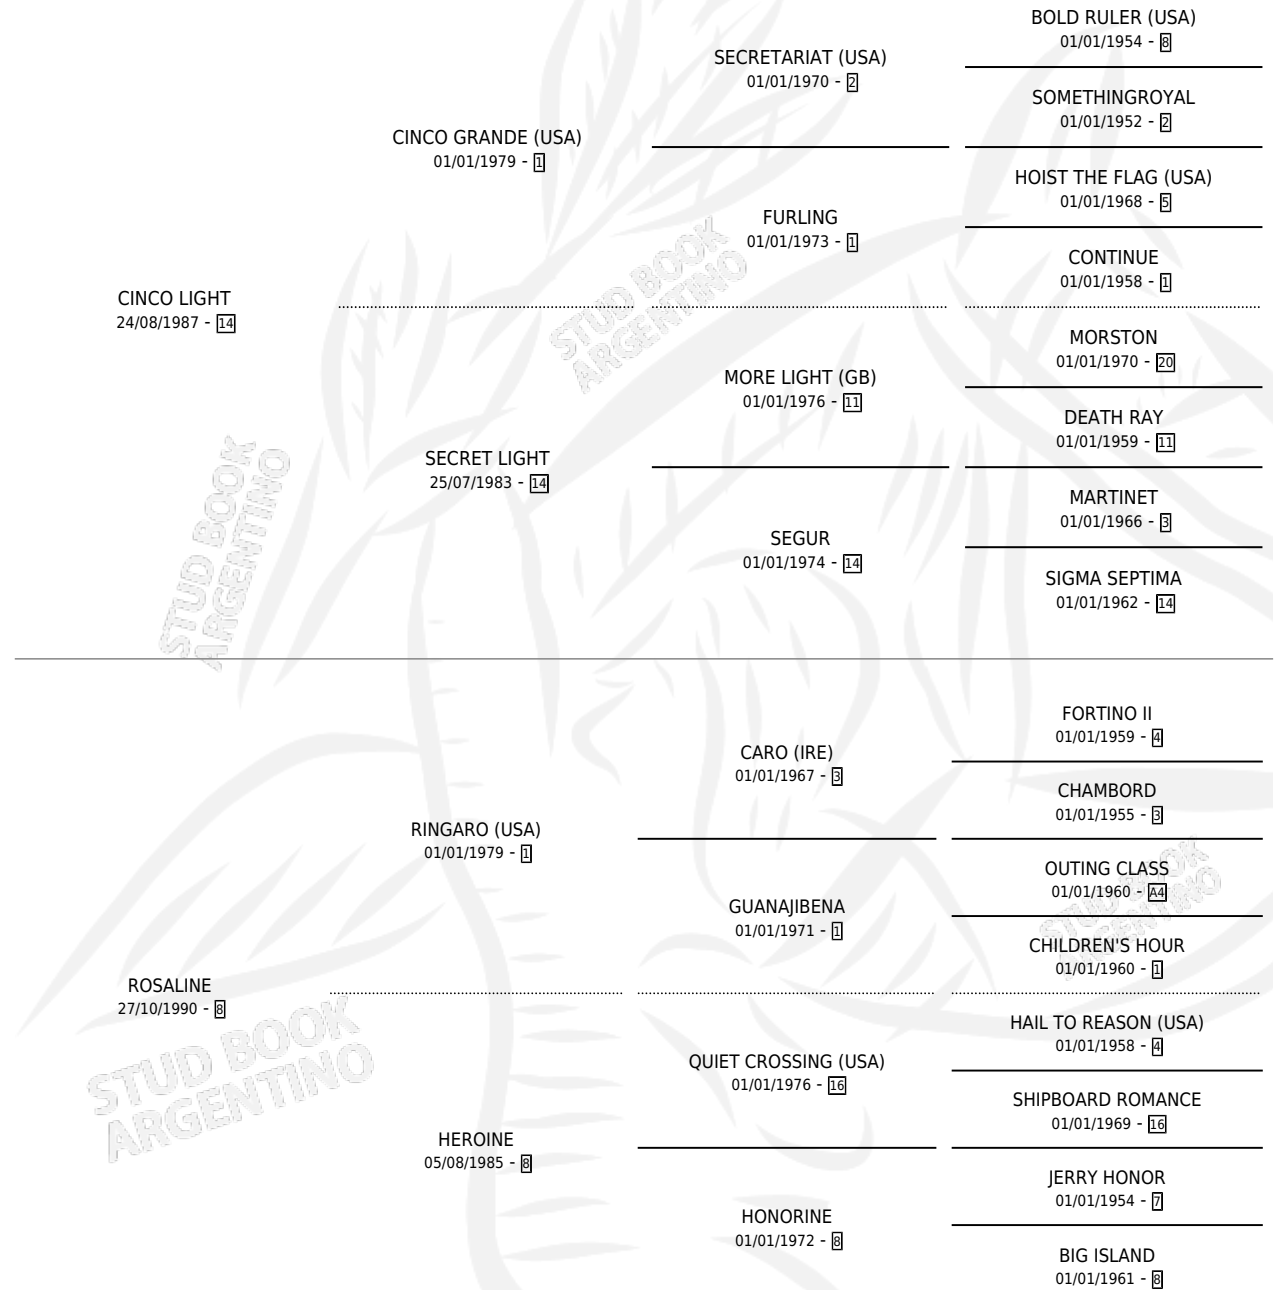 BOLD RULER (USA)
01/01/1954 - 8
SECRETARIAT (USA)
01/01/1970 - 2
SOMETHINGROYAL
01/01/1952 - 2
CINCO GRANDE (USA)
01/01/1979 - 1
HOIST THE FLAG (USA)
01/01/1968 - 5
FURLING
01/01/1973 - 1
CONTINUE
01/01/1958 - 1
CINCO LIGHT
24/08/1987 - 14
STUD BOOK
ARGENTINO
MORSTON
01/01/1970 - 20
MORE LIGHT (GB)
01/01/1976 - 11
DEATH RAY
01/01/1959 - 11
SECRET LIGHT
25/07/1983 - 14
MARTINET
01/01/1966 - 3
SEGUR
01/01/1974 - 14
SIGMA SEPTIMA
01/01/1962 - 14
STUD BOOK
ARGENTINO
FORTINO II
01/01/1959 - 4
CARO (IRE)
01/01/1967 - 3
CHAMBORD
01/01/1955 - 3
RINGARO (USA)
01/01/1979 - 1
OUTING CLASS
01/01/1960 - A4
GUANAJIBENA
01/01/1971 - 1
STUD BOOK
ARGENTINO
CHILDREN'S HOUR
01/01/1960 - 1
ROSALINE
27/10/1990 - 8
HAIL TO REASON (USA)
01/01/1958 - 4
QUIET CROSSING (USA)
01/01/1976 - 16
SHIPBOARD ROMANCE
01/01/1969 - 16
STUD BOOK
ARGENTINO
HEROINE
05/08/1985 - 8
JERRY HONOR
01/01/1954 - 7
HONORINE
01/01/1972 - 8
BIG ISLAND
01/01/1961 - 8